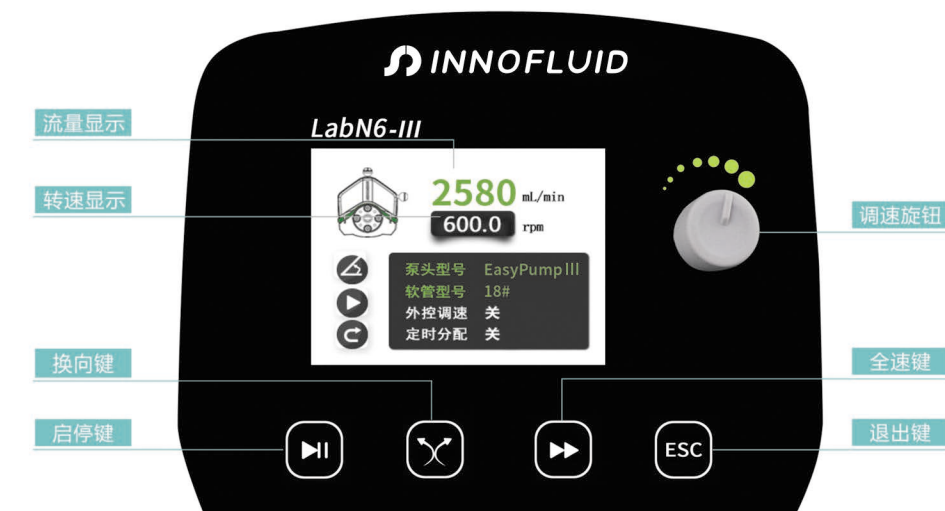 INNOFLUID
LabN6-III
流量显示
2580 mL/min
转速显示
600.0 rpm
调速旋钮
泵头型号 EasyPumpⅢ
软管型号 18#
外控调速 关
定时分配 关
换向键
全速键
启停键
退出键
ESC